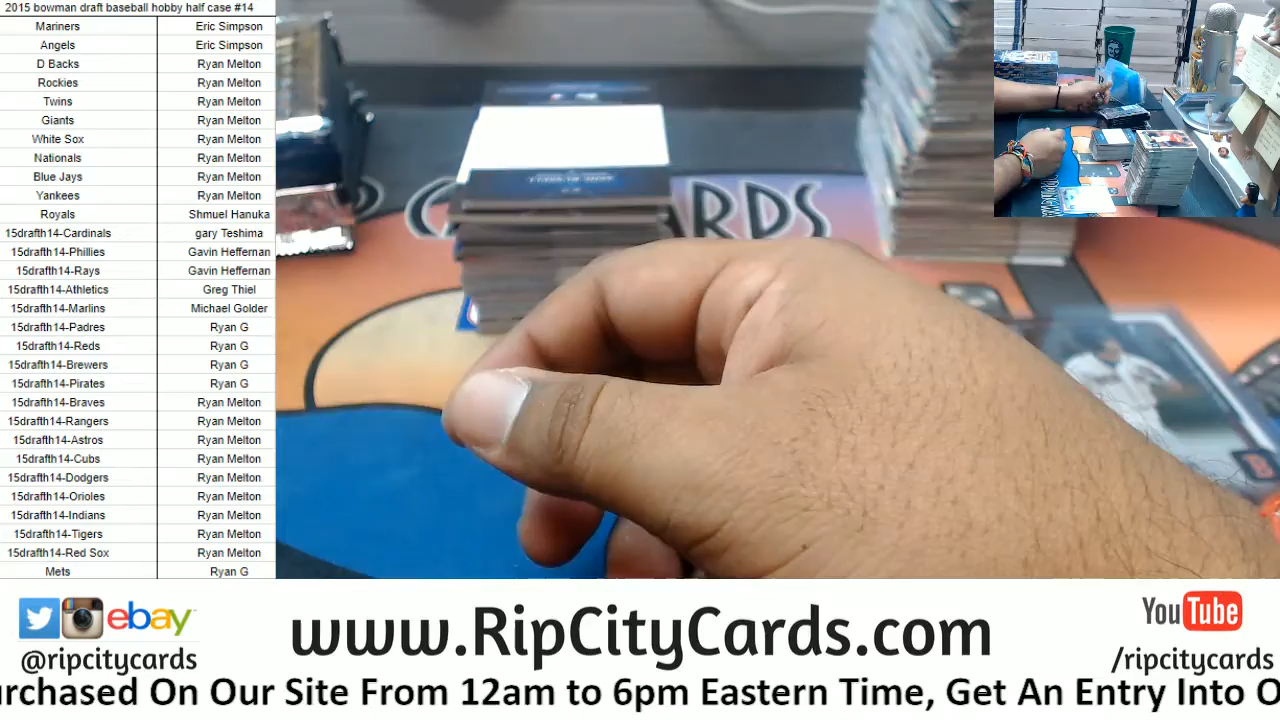 2015 bowman draft baseball hobby half case #14
Mariners Eric Simpson
Angels Eric Simpson
D Backs Ryan Melton
Rockies Ryan Melton
Twins Ryan Melton
Giants Ryan Melton
White Sox Ryan Melton
Nationals Ryan Melton
Blue Jays Ryan Melton
Yankees Ryan Melton
Royals Shmuel Hanuka
15drafth14-Cardinals gary Teshima
15drafth14-Phillies Gavin Heffernan
15drafth14-Rays Gavin Heffernan
15drafth14-Athletics Greg Thiel
15drafth14-Marlins Michael Golder
15drafth14-Padres Ryan G
15drafth14-Reds Ryan G
15drafth14-Brewers Ryan G
15drafth14-Pirates Ryan G
15drafth14-Braves Ryan Melton
15drafth14-Rangers Ryan Melton
15drafth14-Astros Ryan Melton
15drafth14-Cubs Ryan Melton
15drafth14-Dodgers Ryan Melton
15drafth14-Orioles Ryan Melton
15drafth14-Indians Ryan Melton
15drafth14-Tigers Ryan Melton
15drafth14-Red Sox Ryan Melton
Mets Ryan G
ebay
@ripcitycards
www.RipCityCards.com
YouTube
/ripcitycards
urchased On Our Site From 12am to 6pm Eastern Time, Get An Entry Into O